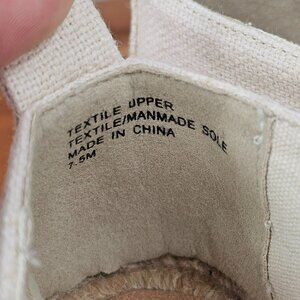 TEXTILE UPPER
TEXTILE/MANMADE SOLE
MADE IN CHINA
7.5M